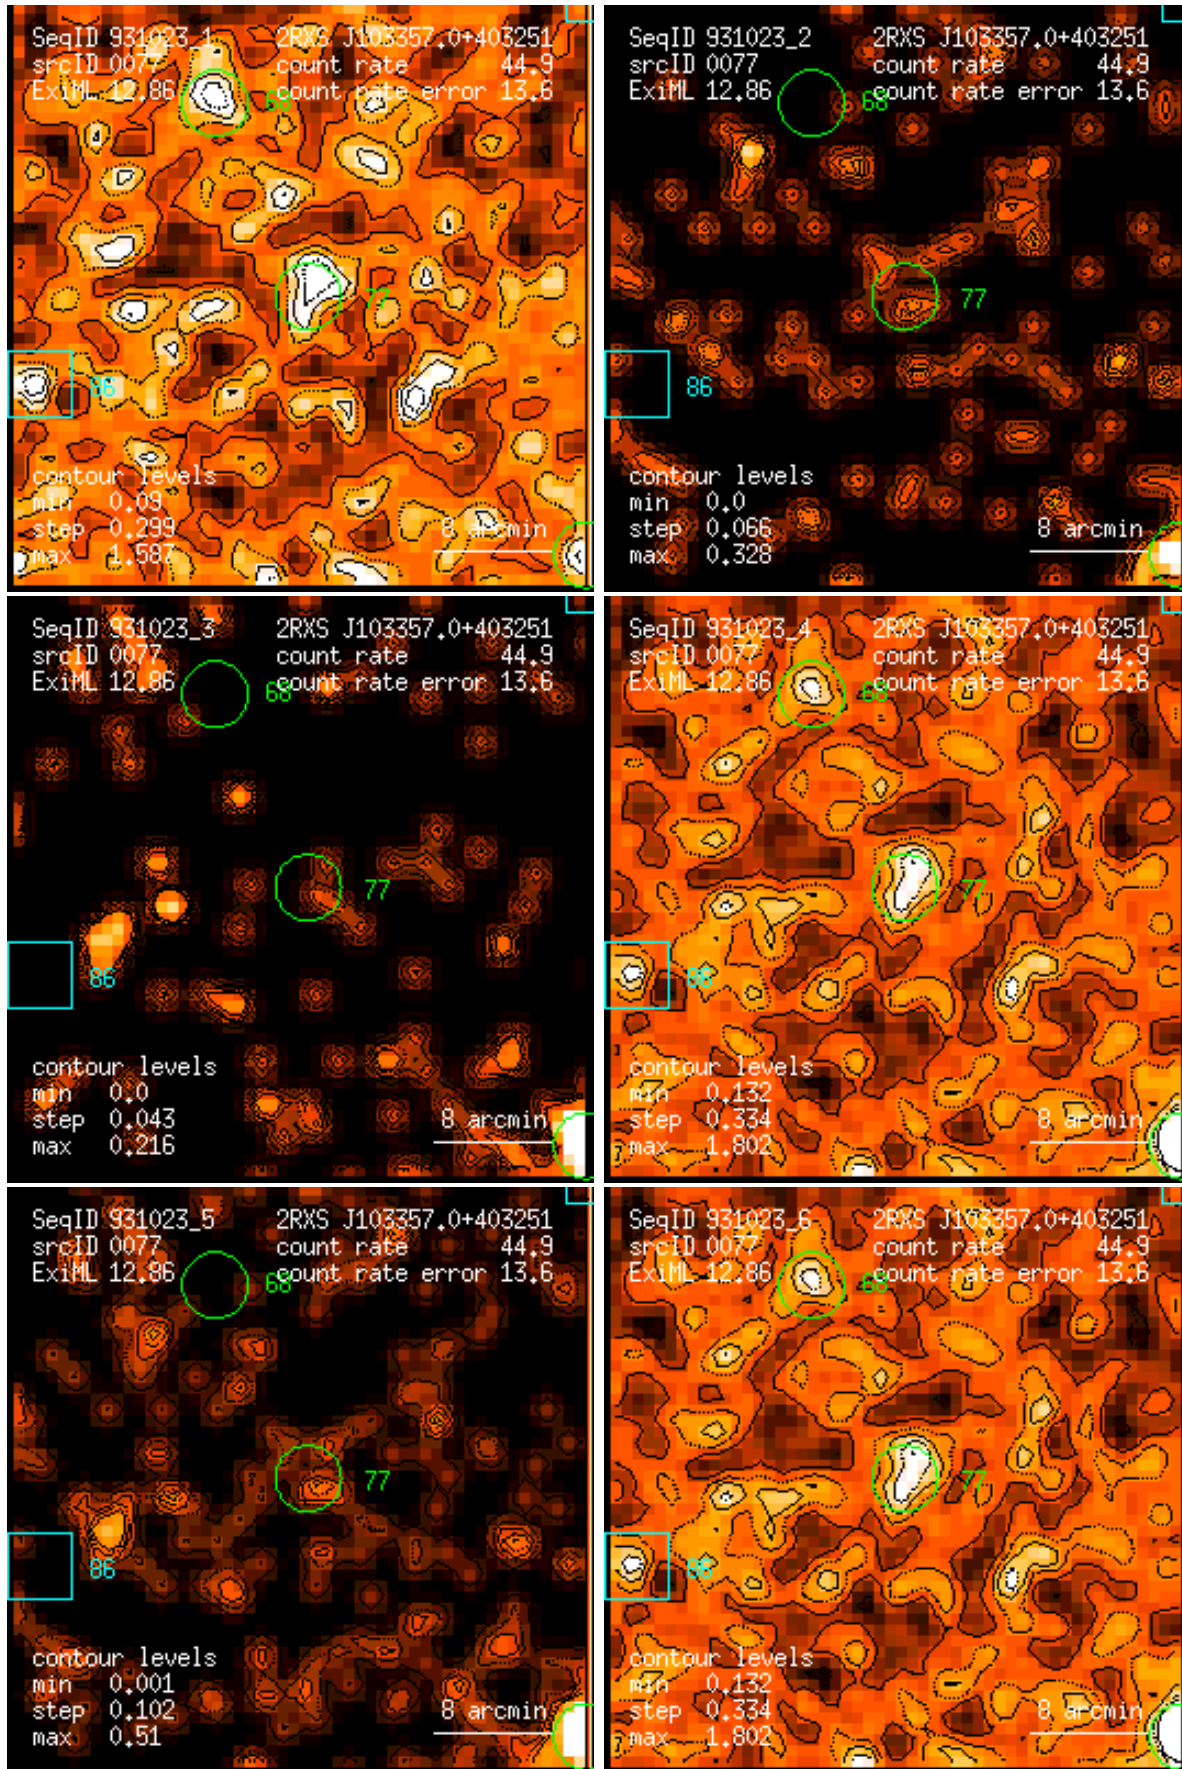 SeqID 931023_1 2RXS J103357.0+403251
srcID 0077 count rate 44.9
ExiML 12.86 count rate error 13.6
68
77
86
contour levels
min 0.09
step 0.299 8 arcmin
max 1.587
SeqID 931023_2 2RXS J103357.0+403251
srcID 0077 count rate 44.9
ExiML 12.86 count rate error 13.6
68
77
86
contour levels
min 0.0
step 0.066 8 arcmin
max 0.328
SeqID 931023_3 2RXS J103357.0+403251
srcID 0077 count rate 44.9
ExiML 12.86 count rate error 13.6
68
77
86
contour levels
min 0.0
step 0.043 8 arcmin
max 0.216
SeqID 931023_4 2RXS J103357.0+403251
srcID 0077 count rate 44.9
ExiML 12.86 count rate error 13.6
68
77
86
contour levels
min 0.132
step 0.334 8 arcmin
max 1.802
SeqID 931023_5 2RXS J103357.0+403251
srcID 0077 count rate 44.9
ExiML 12.86 count rate error 13.6
68
77
86
contour levels
min 0.001
step 0.102 8 arcmin
max 0.51
SeqID 931023_6 2RXS J103357.0+403251
srcID 0077 count rate 44.9
ExiML 12.86 count rate error 13.6
68
77
86
contour levels
min 0.132
step 0.334 8 arcmin
max 1.802